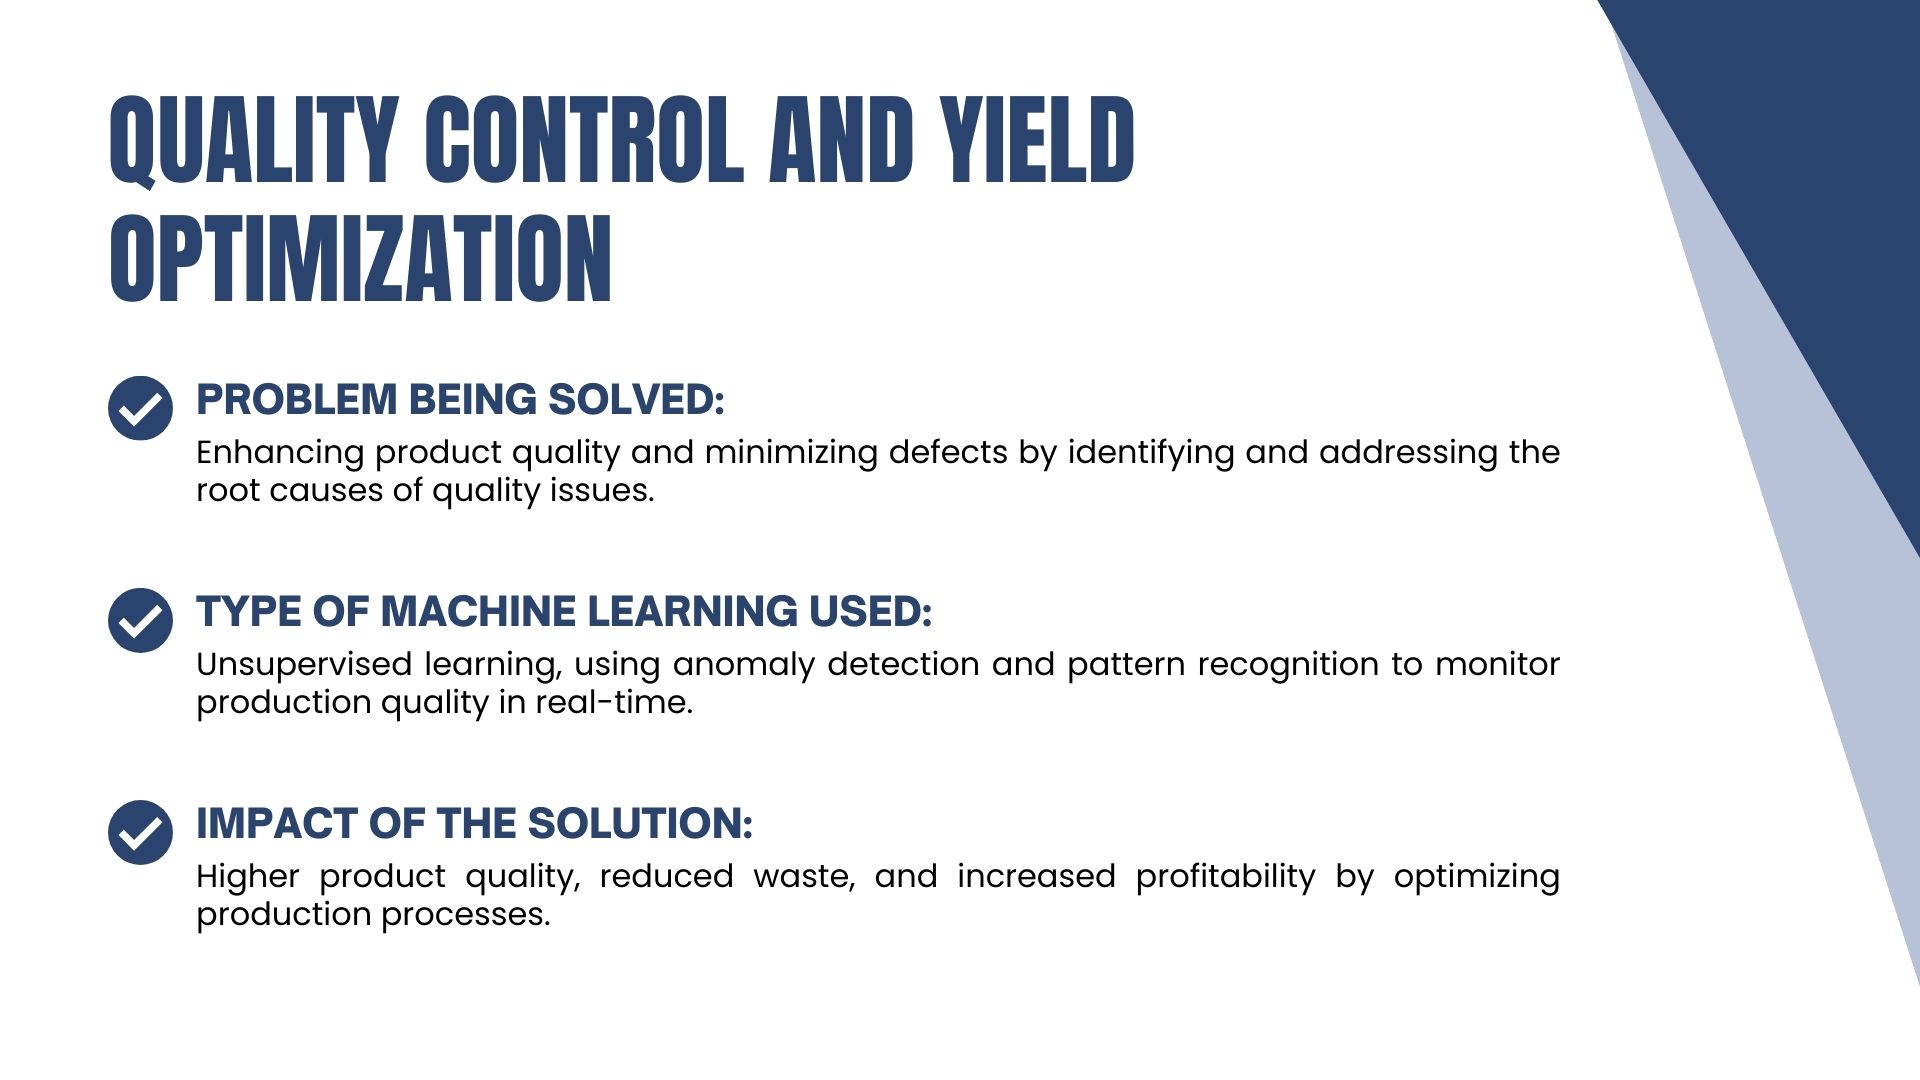 QUALITY CONTROL AND YIELD
OPTIMIZATION
PROBLEM BEING SOLVED:
Enhancing product quality and minimizing defects by identifying and addressing the
root causes of quality issues.
TYPE OF MACHINE LEARNING USED:
Unsupervised learning, using anomaly detection and pattern recognition to monitor
production quality in real-time.
IMPACT OF THE SOLUTION:
Higher product quality, reduced waste, and increased profitability by optimizing
production processes.